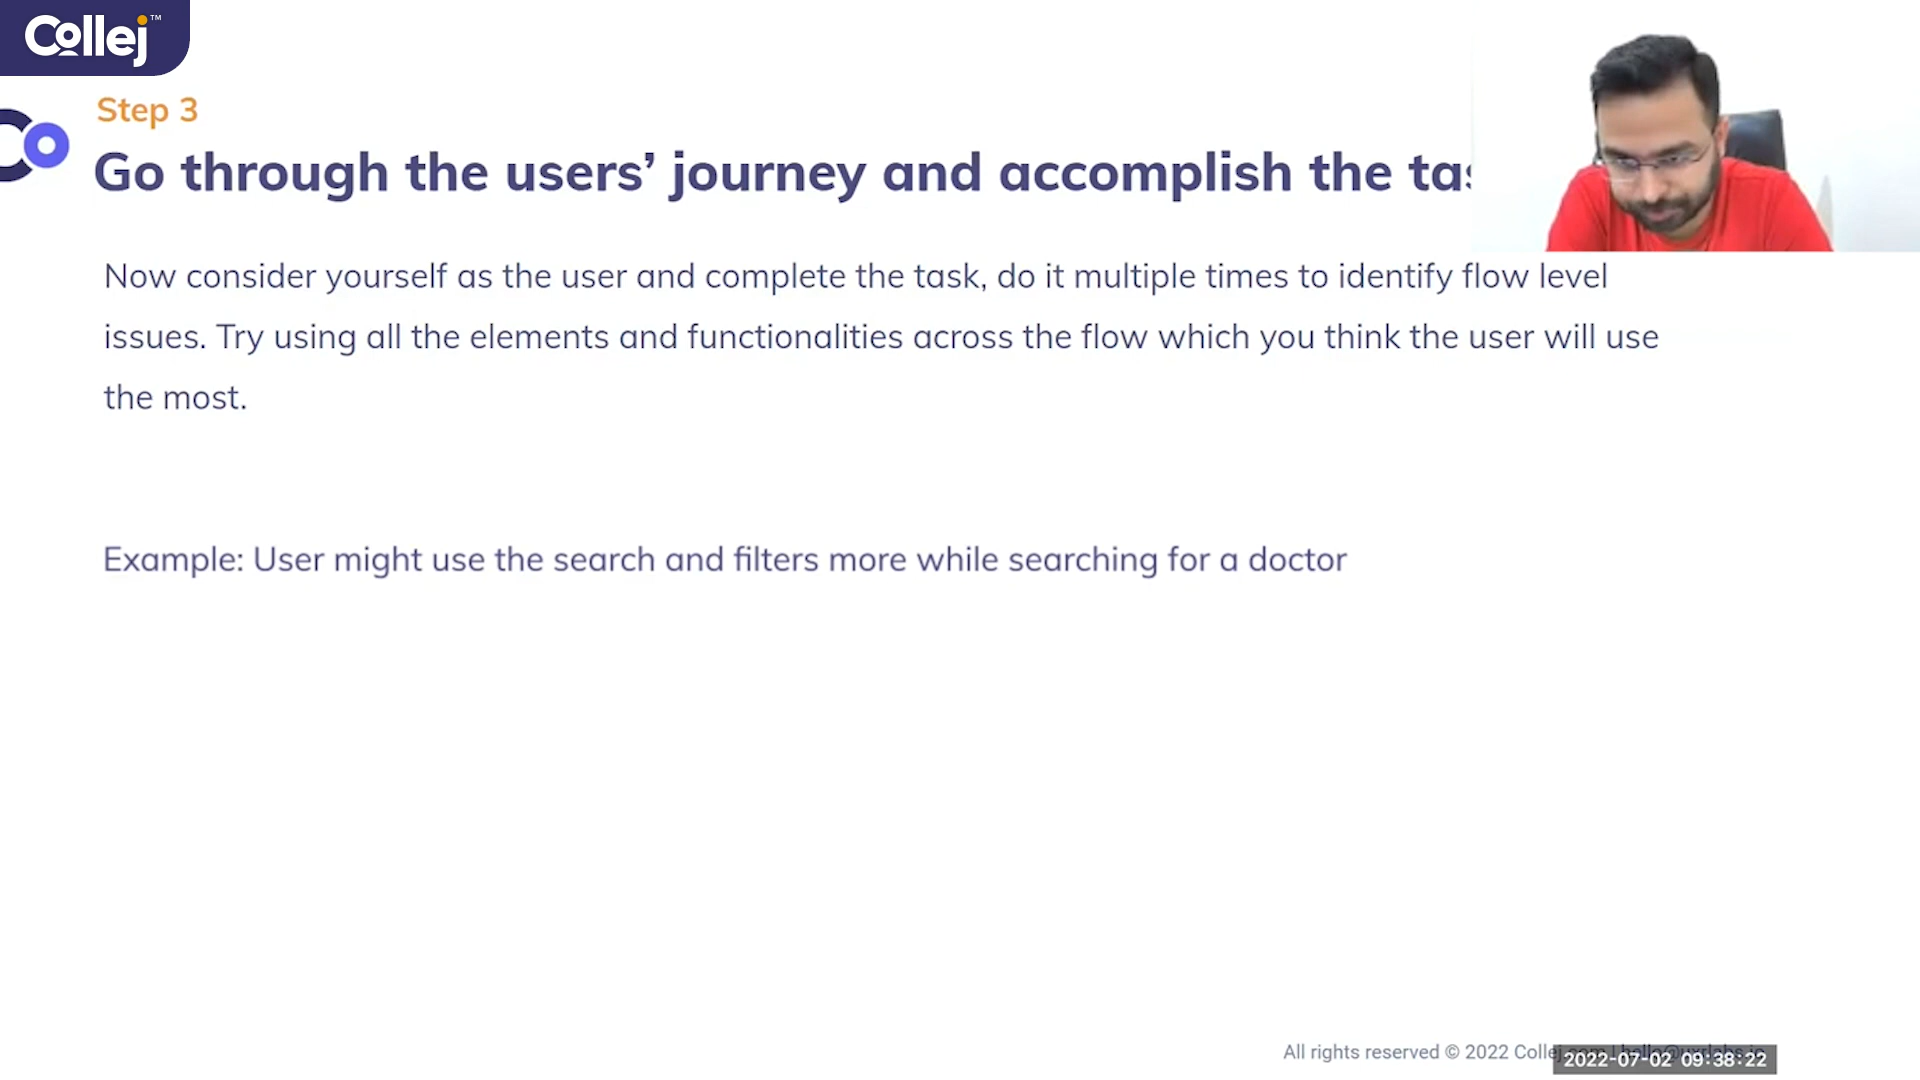 Collej™
Step 3
Go through the users’ journey and accomplish the
Now consider yourself as the user and complete the task, do it multiple times to identify flow level
issues. Try using all the elements and functionalities across the flow which you think the user will use
the most.
Example: User might use the search and filters more while searching for a doctor
All rights reserved © 2022
2022-07-02 09:38:22